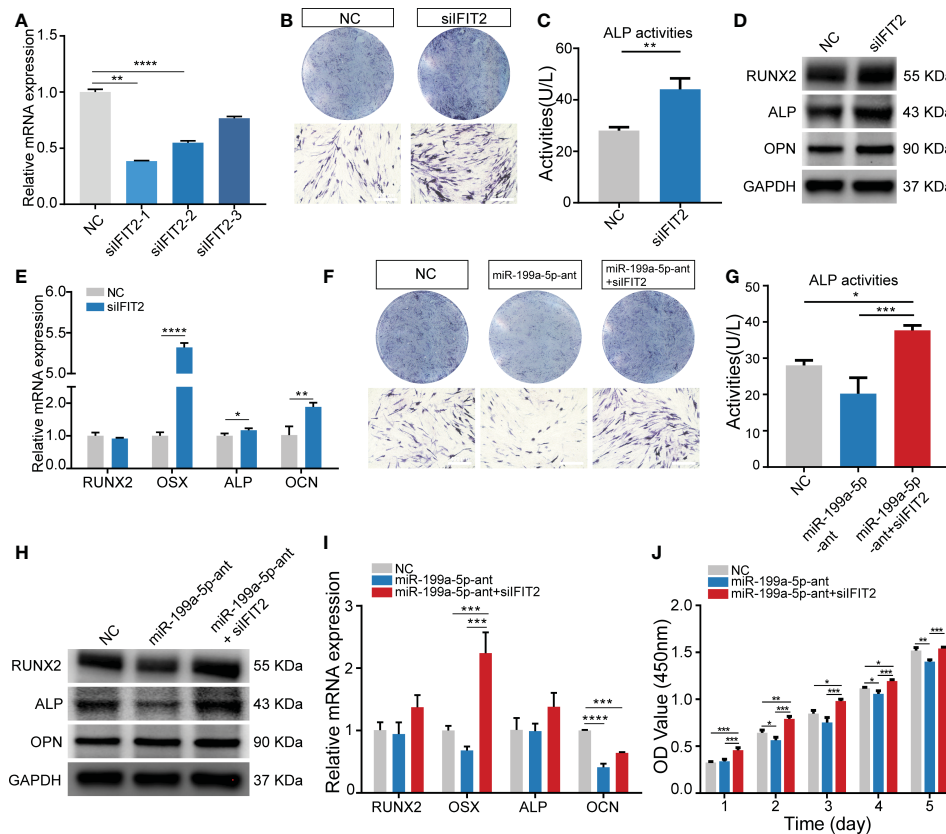 A
Relative mRNA expression
1.5
1.0
0.5
0.0
****
**
NC
siIFIT2-1
siIFIT2-2
siIFIT2-3
B
NC
siIFIT2
C
ALP activities
**
Activities(U/L)
60
40
20
0
NC
siIFIT2
D
NC
siIFIT2
RUNX2
55 KDa
ALP
43 KDa
OPN
90 KDa
GAPDH
37 KDa
E
NC
siIFIT2
Relative mRNA expression
6.0
5.5
5.0
2.0
1.0
0.0
****
*
**
RUNX2
OSX
ALP
OCN
F
NC
miR-199a-5p-ant
miR-199a-5p-ant
+siIFIT2
G
ALP activities
*
***
Activities(U/L)
50
40
30
20
10
0
NC
miR-199a-5p
-ant
miR-199a-5p
-ant+siIFIT2
H
NC
miR-199a-5p-ant
miR-199a-5p-ant
+ siIFIT2
RUNX2
55 KDa
ALP
43 KDa
OPN
90 KDa
GAPDH
37 KDa
I
NC
miR-199a-5p-ant
miR-199a-5p-ant+siIFIT2
Relative mRNA expression
3
2
1
0
***
***
***
****
RUNX2
OSX
ALP
OCN
J
NC
miR-199a-5p-ant
miR-199a-5p-ant+siIFIT2
OD Value (450nm)
2.0
1.5
1.0
0.5
0.0
***
***
**
***
*
*
***
*
***
*
**
***
1
2
3
4
5
Time (day)